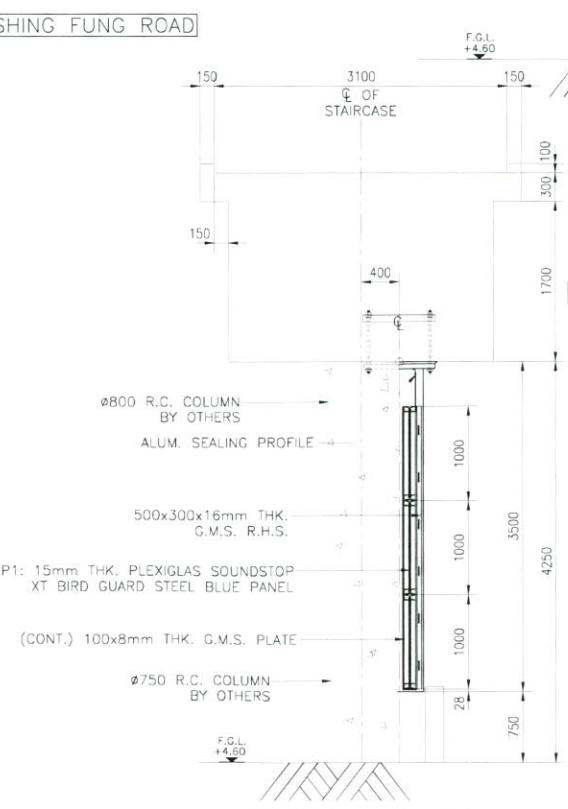 SHING FUNG ROAD
F.G.L.
+4.60
150
3100
150
℄ OF
STAIRCASE
100
300
150
1700
400
℄
ø800 R.C. COLUMN
BY OTHERS
ALUM. SEALING PROFILE
1000
500x300x16mm THK.
G.M.S. R.H.S.
1000
3500
4250
P1: 15mm THK. PLEXIGLAS SOUNDSTOP
XT BIRD GUARD STEEL BLUE PANEL
(CONT.) 100x8mm THK. G.M.S. PLATE
1000
ø750 R.C. COLUMN
BY OTHERS
28
750
F.G.L.
+4.60